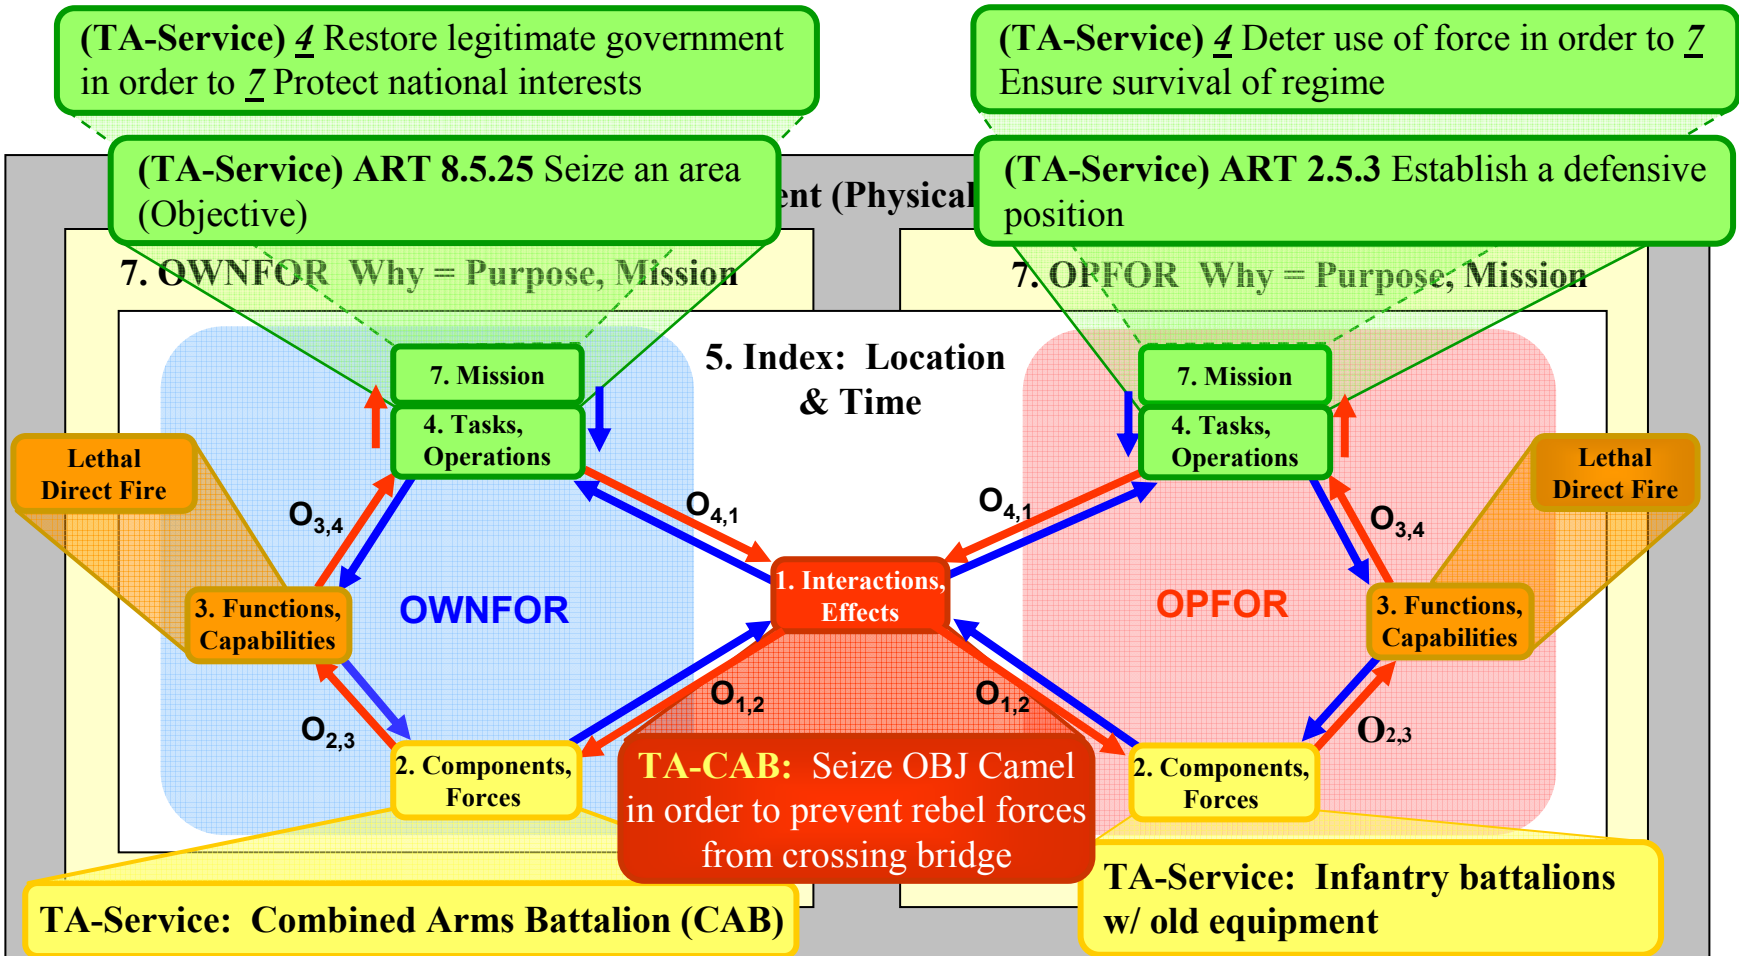 (TA-Service) 4 Restore legitimate government
in order to 7 Protect national interests
(TA-Service) 4 Deter use of force in order to 7
Ensure survival of regime
(TA-Service) ART 8.5.25 Seize an area
(Objective)
ent (Physical
(TA-Service) ART 2.5.3 Establish a defensive
position
7. OWNFOR Why = Purpose, Mission
7. OPFOR Why = Purpose, Mission
5. Index: Location
& Time
7. Mission
4. Tasks,
Operations
7. Mission
4. Tasks,
Operations
Lethal
Direct Fire
Lethal
Direct Fire
O3,4
O4,1
O4,1
O3,4
1. Interactions,
Effects
3. Functions,
Capabilities
OWNFOR
OPFOR
3. Functions,
Capabilities
O2,3
O1,2
O1,2
O2,3
2. Components,
Forces
2. Components,
Forces
TA-CAB: Seize OBJ Camel
in order to prevent rebel forces
from crossing bridge
TA-Service: Combined Arms Battalion (CAB)
TA-Service: Infantry battalions
w/ old equipment